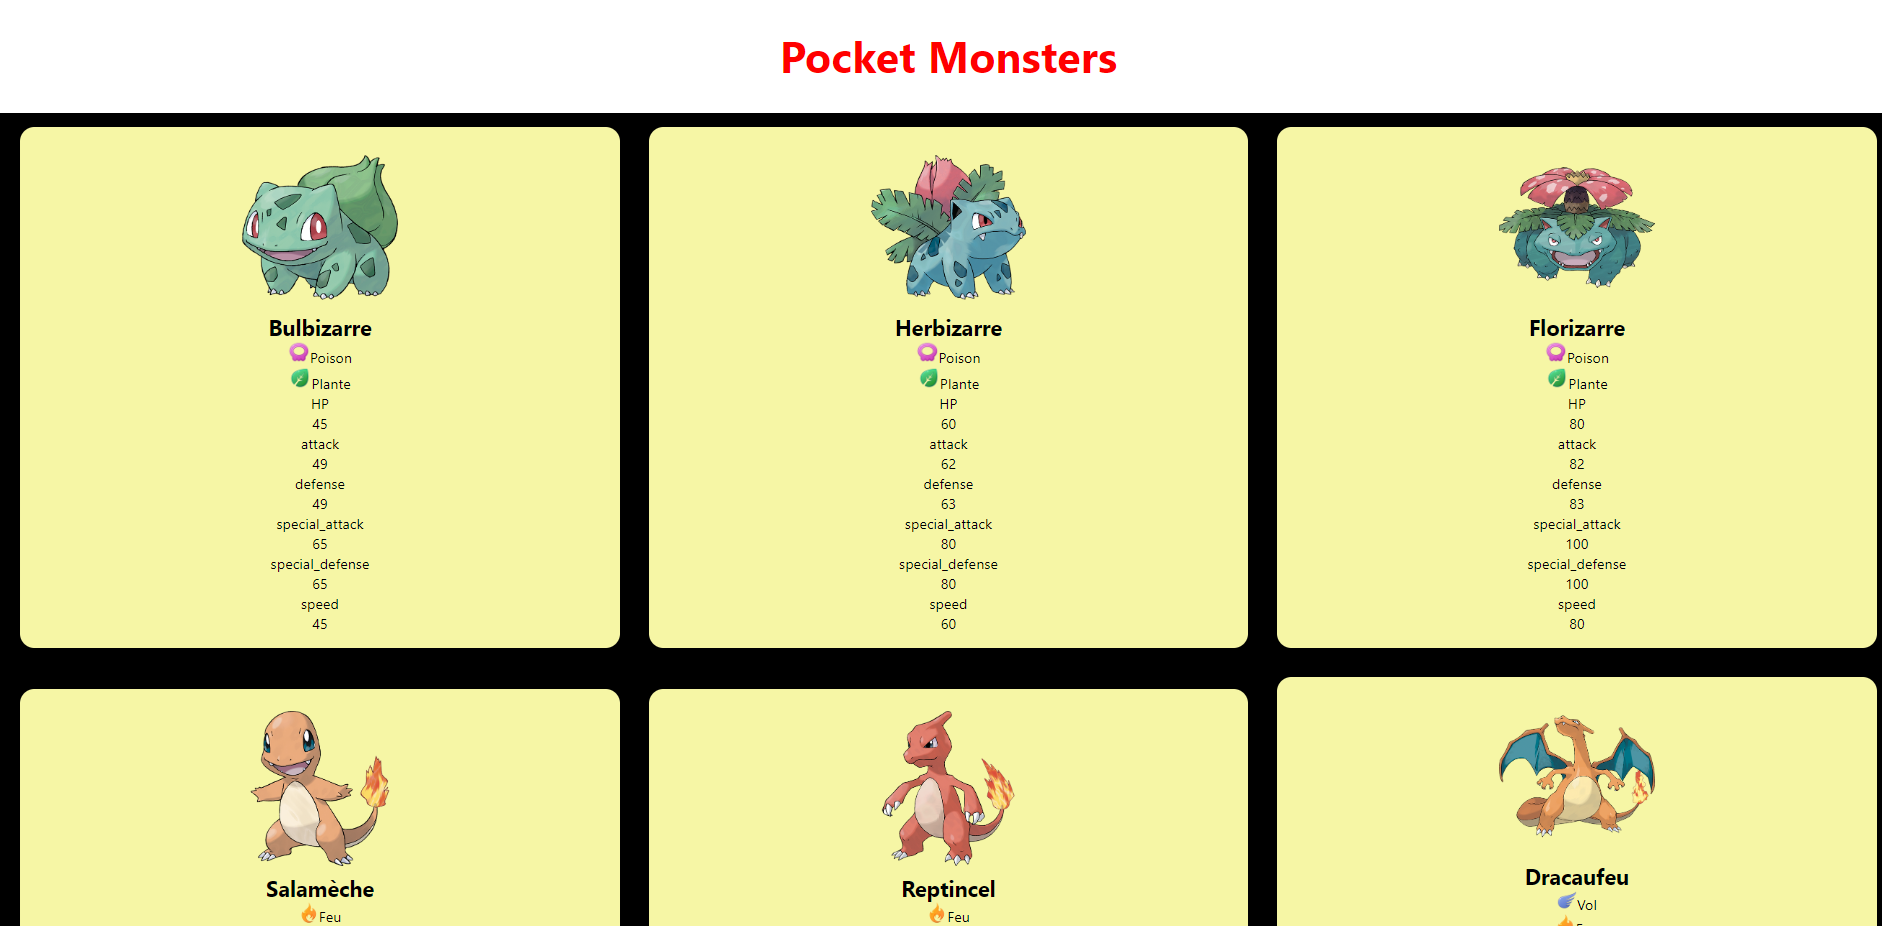 Pocket Monsters
Bulbizarre
Poison
Plante
HP
45
attack
49
defense
49
special_attack
65
special_defense
65
speed
45
Herbizarre
Poison
Plante
HP
60
attack
62
defense
63
special_attack
80
special_defense
80
speed
60
Florizarre
Poison
Plante
HP
80
attack
82
defense
83
special_attack
100
special_defense
100
speed
80
Salamèche
Feu
Reptincel
Feu
Dracaufeu
Vol